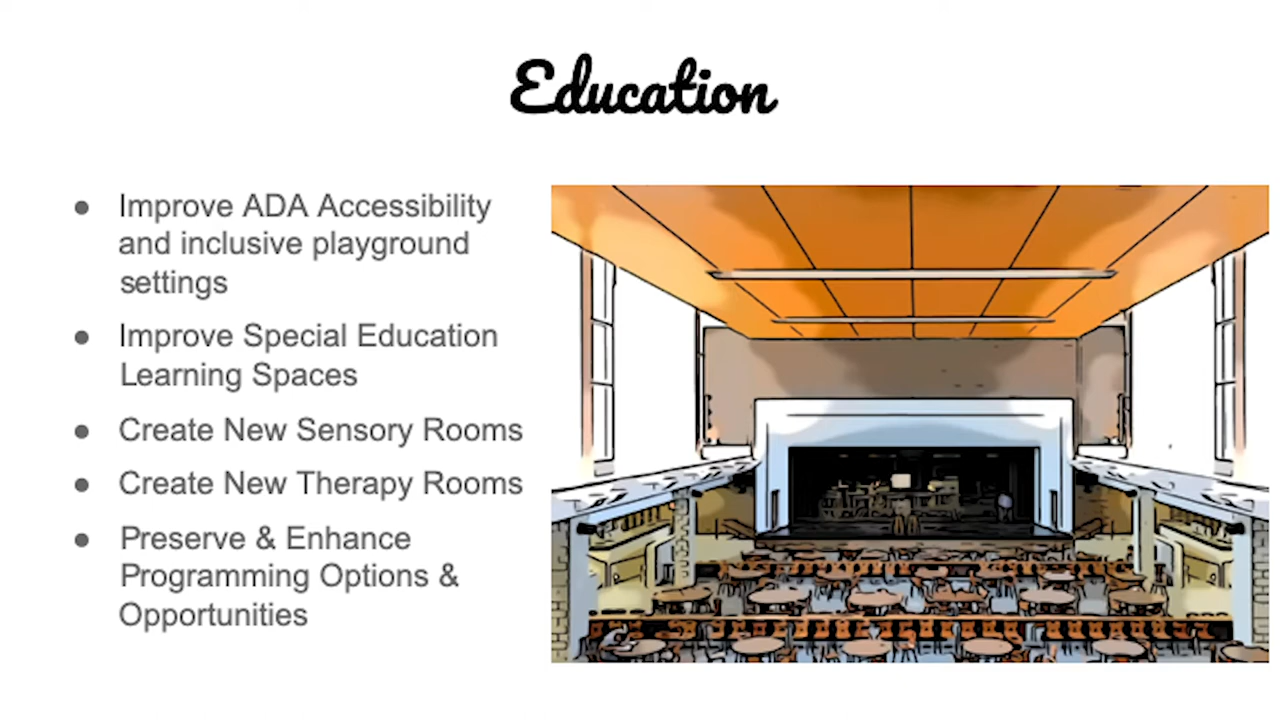 Education
● Improve ADA Accessibility
and inclusive playground
settings
● Improve Special Education
Learning Spaces
● Create New Sensory Rooms
● Create New Therapy Rooms
● Preserve & Enhance
Programming Options &
Opportunities